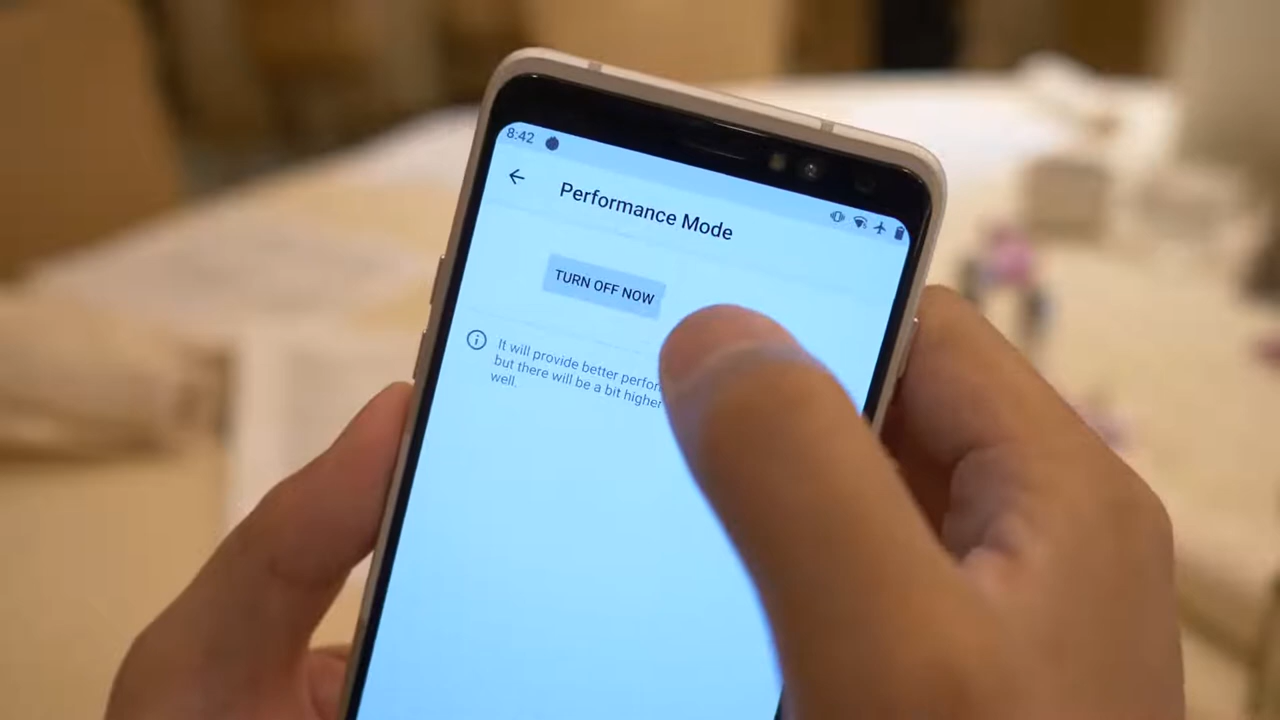 8:42
Performance Mode
TURN OFF NOW
It will provide better perfor
but there will be a bit higher
well.